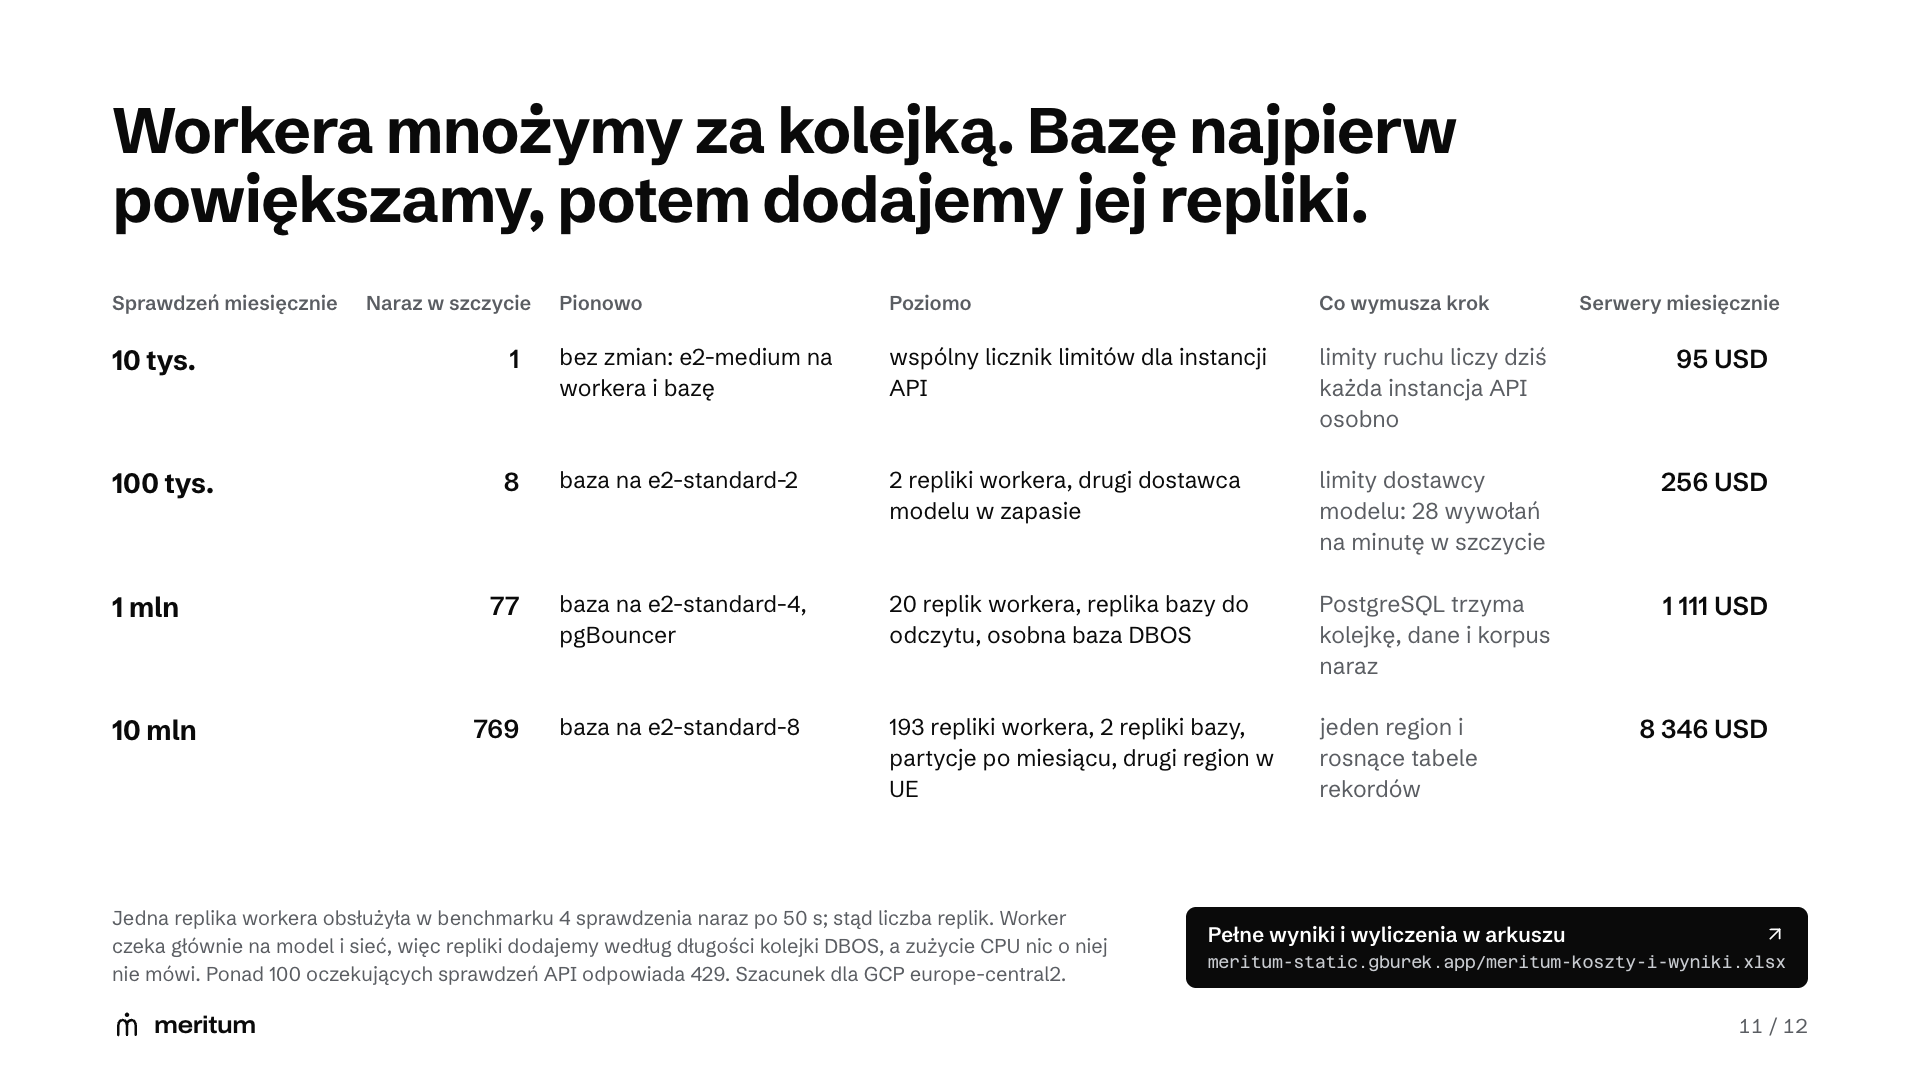 Workera mnożymy za kolejką. Bazę najpierw
powiększamy, potem dodajemy jej repliki.
Sprawdzeń miesięcznie Naraz w szczycie Pionowo Poziomo Co wymusza krok Serwery miesięcznie
10 tys. 1 bez zmian: e2-medium na wspólny licznik limitów dla instancji limity ruchu liczy dziś 95 USD
workera i bazę API każda instancja API
osobno
100 tys. 8 baza na e2-standard-2 2 repliki workera, drugi dostawca limity dostawcy 256 USD
modelu w zapasie modelu: 28 wywołań
na minutę w szczycie
1 mln 77 baza na e2-standard-4, 20 replik workera, replika bazy do PostgreSQL trzyma 1 111 USD
pgBouncer odczytu, osobna baza DBOS kolejkę, dane i korpus
naraz
10 mln 769 baza na e2-standard-8 193 repliki workera, 2 repliki bazy, jeden region i 8 346 USD
partycje po miesiącu, drugi region w rosnące tabele
UE rekordów
Jedna replika workera obsłużyła w benchmarku 4 sprawdzenia naraz po 50 s; stąd liczba replik. Worker
czeka głównie na model i sieć, więc repliki dodajemy według długości kolejki DBOS, a zużycie CPU nic o niej
nie mówi. Ponad 100 oczekujących sprawdzeń API odpowiada 429. Szacunek dla GCP europe-central2.
Pełne wyniki i wyliczenia w arkuszu
meritum-static.gburek.app/meritum-koszty-i-wyniki.xlsx
meritum
11 / 12